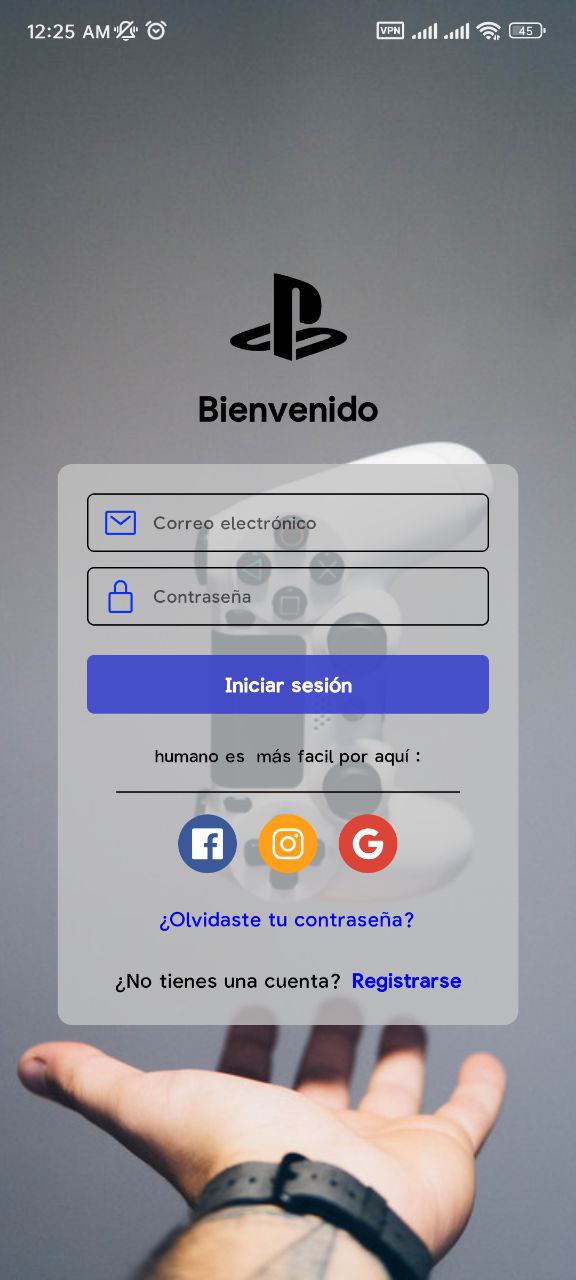 12:25 AM VPN 45
Bienvenido
Correo electrónico
Contraseña
Iniciar sesión
humano es  más facil por aquí :
¿Olvidaste tu contraseña?
¿No tienes una cuenta? Registrarse